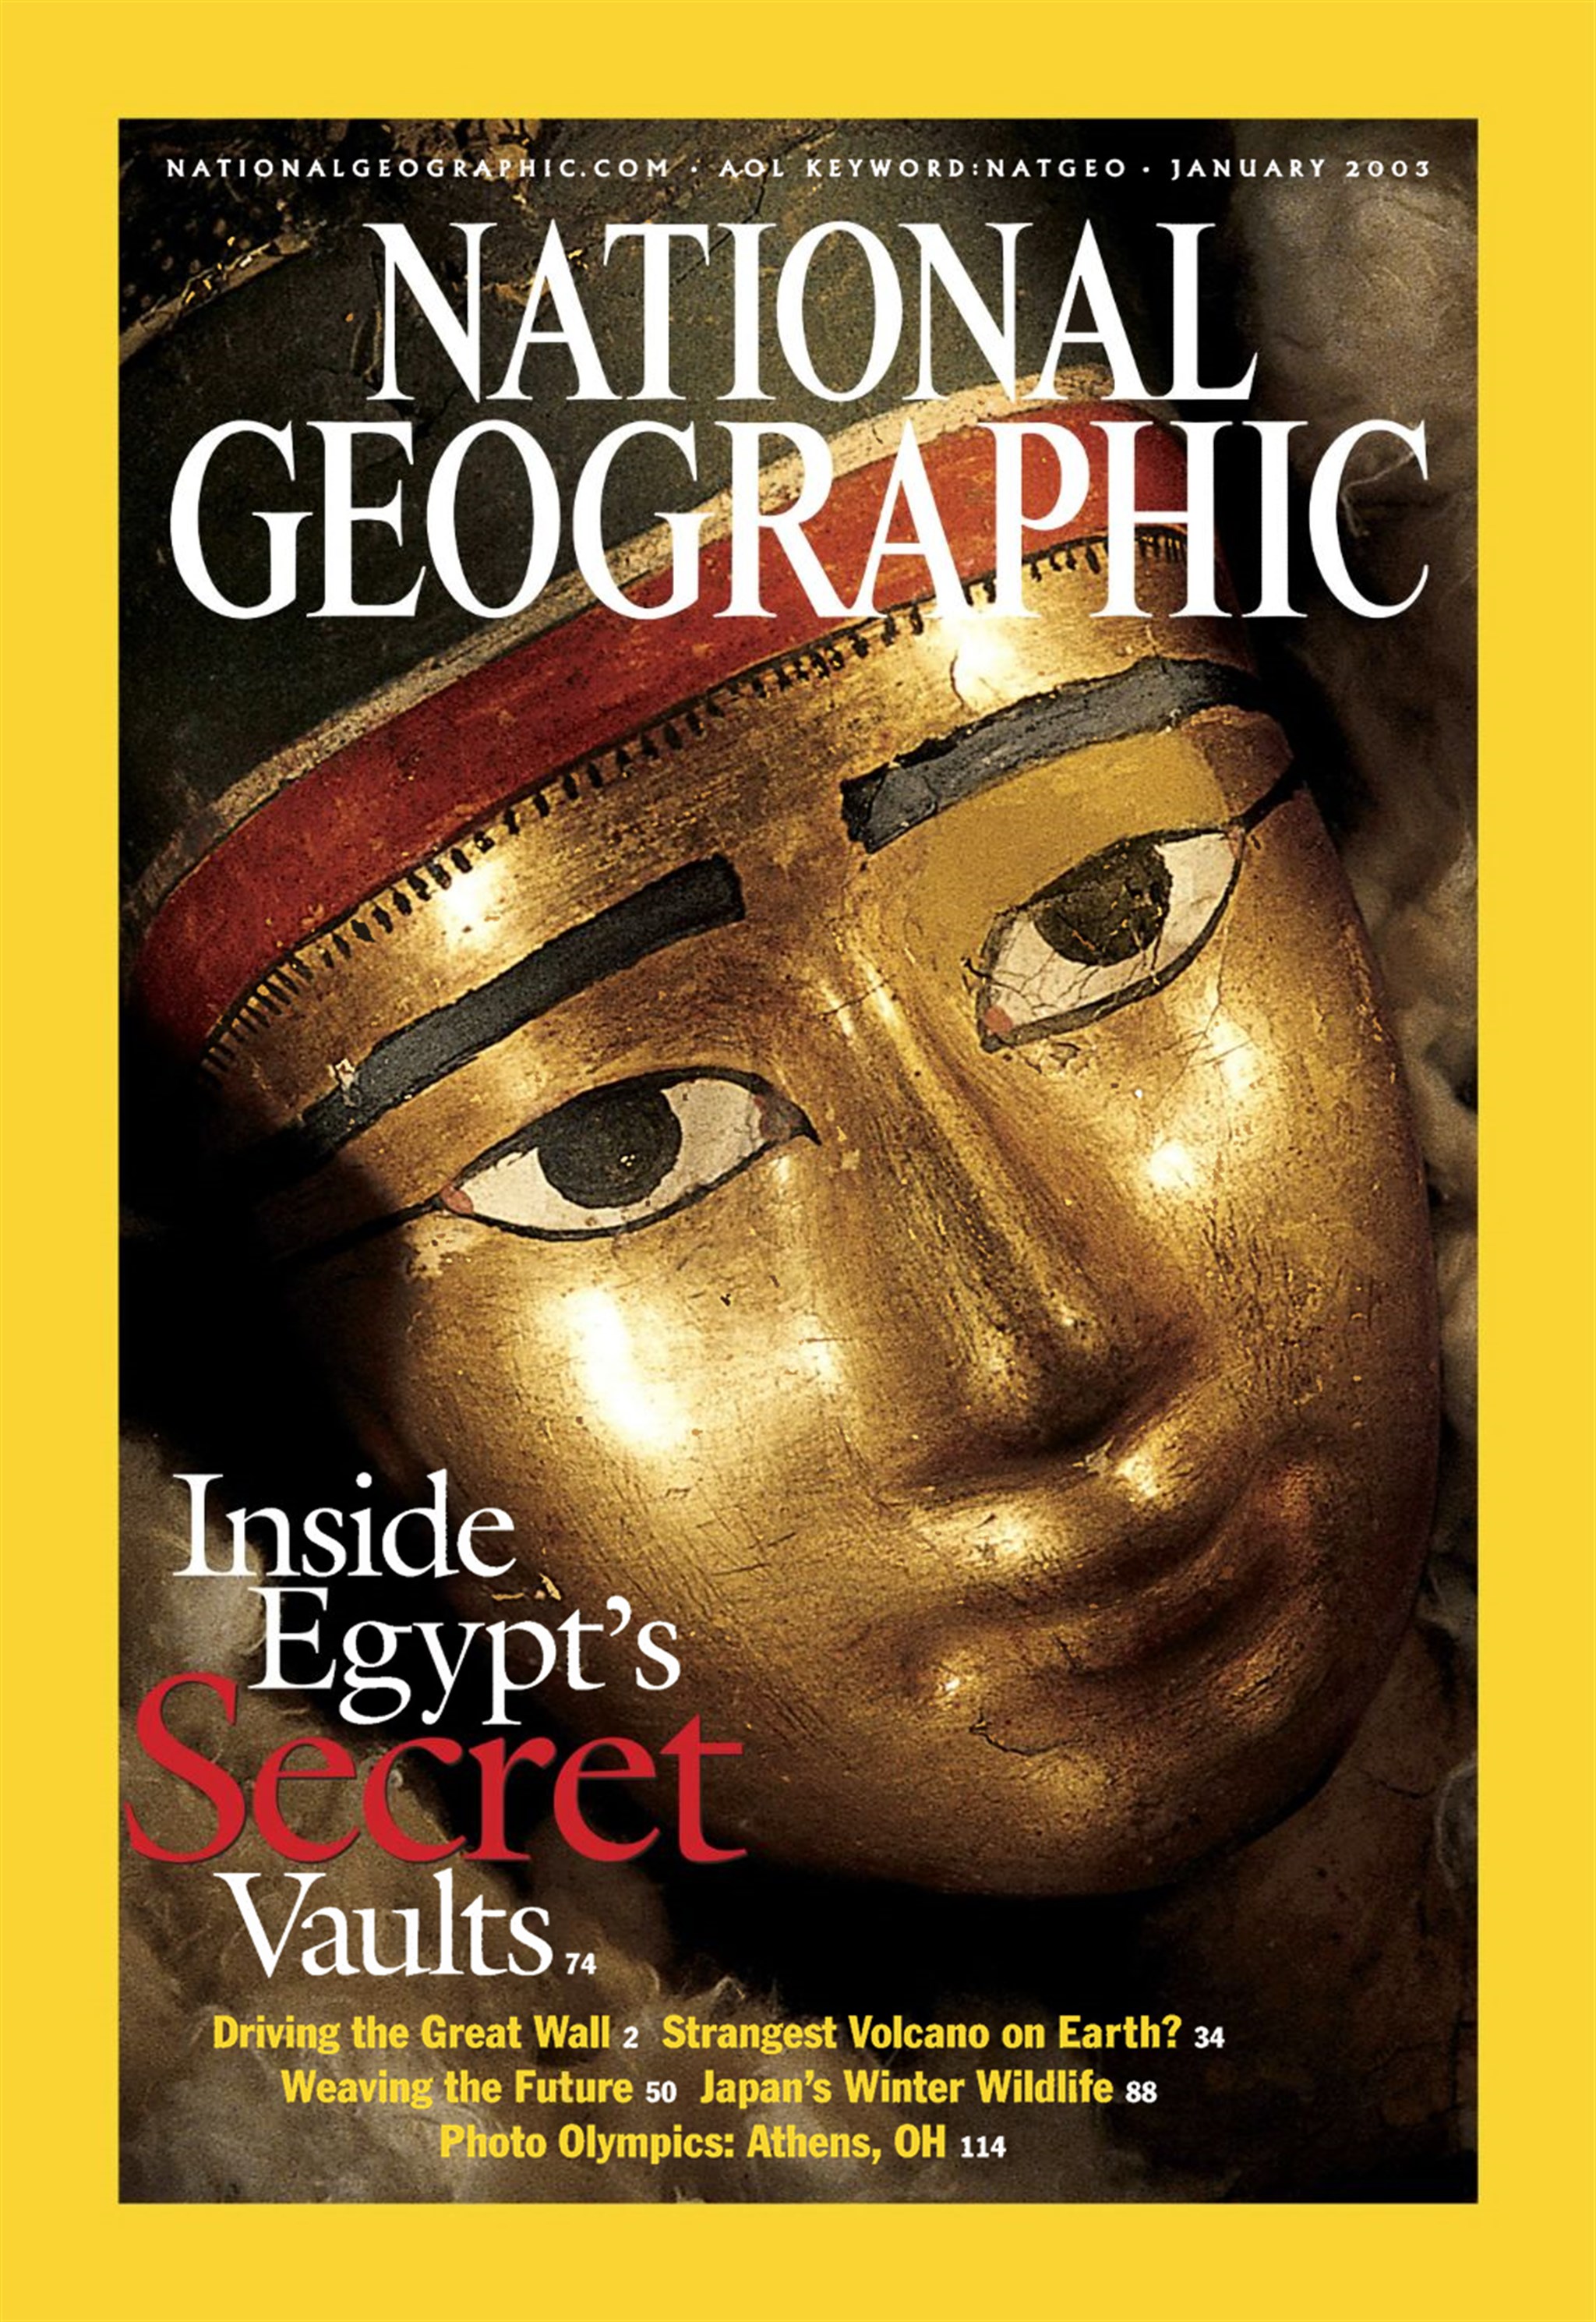 NATIONALGEOGRAPHIC.COM • AOL KEYWORD:NATGEO • JANUARY 2003
NATIONAL
GEOGRAPHIC
Inside
Egypt's
Secret
Vaults 74
Driving the Great Wall 2 Strangest Volcano on Earth? 34
Weaving the Future 50 Japan's Winter Wildlife 88
Photo Olympics: Athens, OH 114